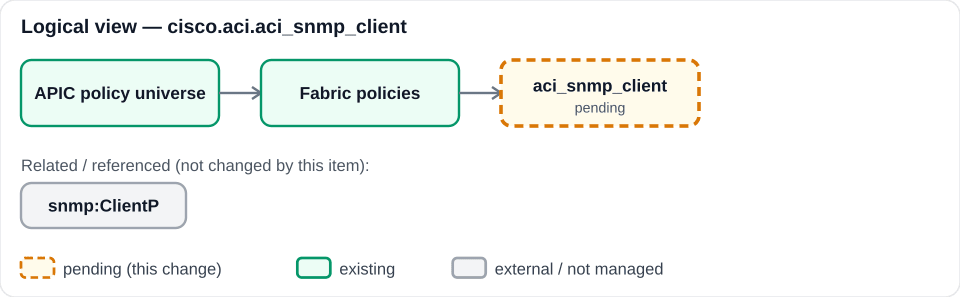 Logical view — cisco.aci.aci_snmp_client
APIC policy universe
Fabric policies
aci_snmp_client
pending
Related / referenced (not changed by this item):
snmp:ClientP
pending (this change)
existing
external / not managed